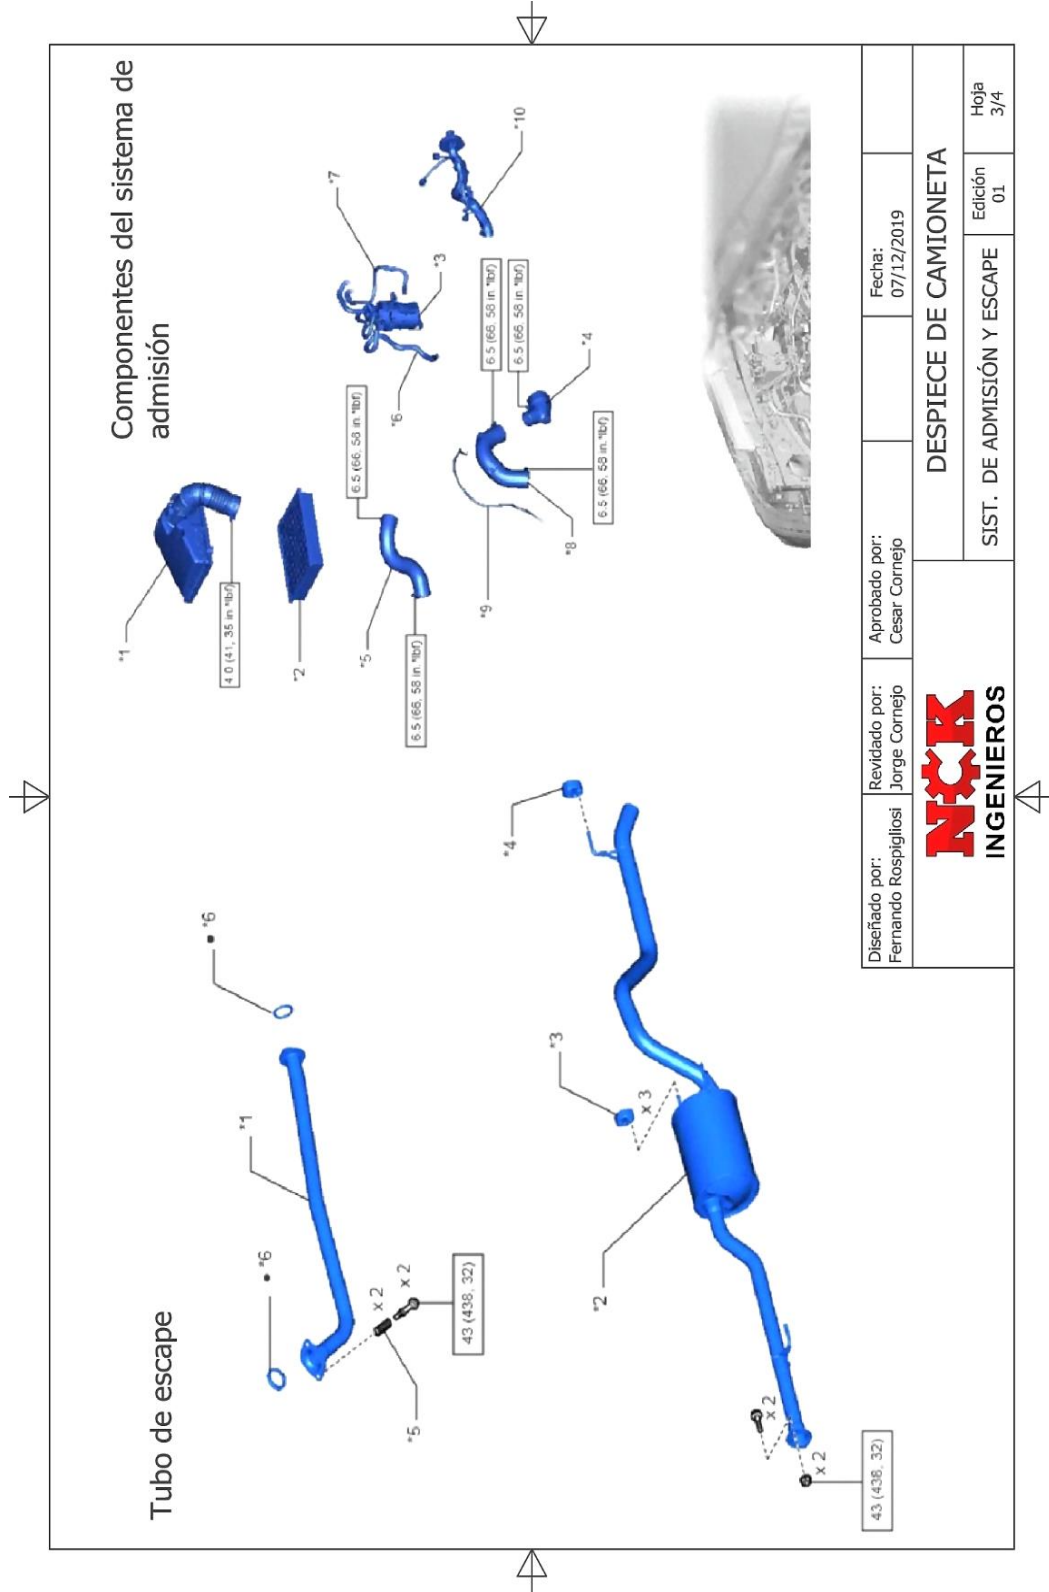 Tubo de escape
*6
*1
*6
x 2
x 2
43 (438, 32)
*5
*4
*3
x 3
*2
x 2
x 2
43 (438, 32)
Componentes del sistema de
admisión
*1
4.0 (41, 35 in.*lbf)
*2
6.5 (66, 58 in.*lbf)
*5
6.5 (66, 58 in.*lbf)
*7
*3
*6
*10
6.5 (66, 58 in.*lbf)
6.5 (66, 58 in.*lbf)
*4
*9
*8
6.5 (66, 58 in.*lbf)
Diseñado por:
Fernando Rospigliosi
Revidado por:
Jorge Cornejo
Aprobado por:
Cesar Cornejo
Fecha:
07/12/2019
NCK
INGENIEROS
DESPIECE DE CAMIONETA
SIST. DE ADMISIÓN Y ESCAPE
Edición
01
Hoja
3/4